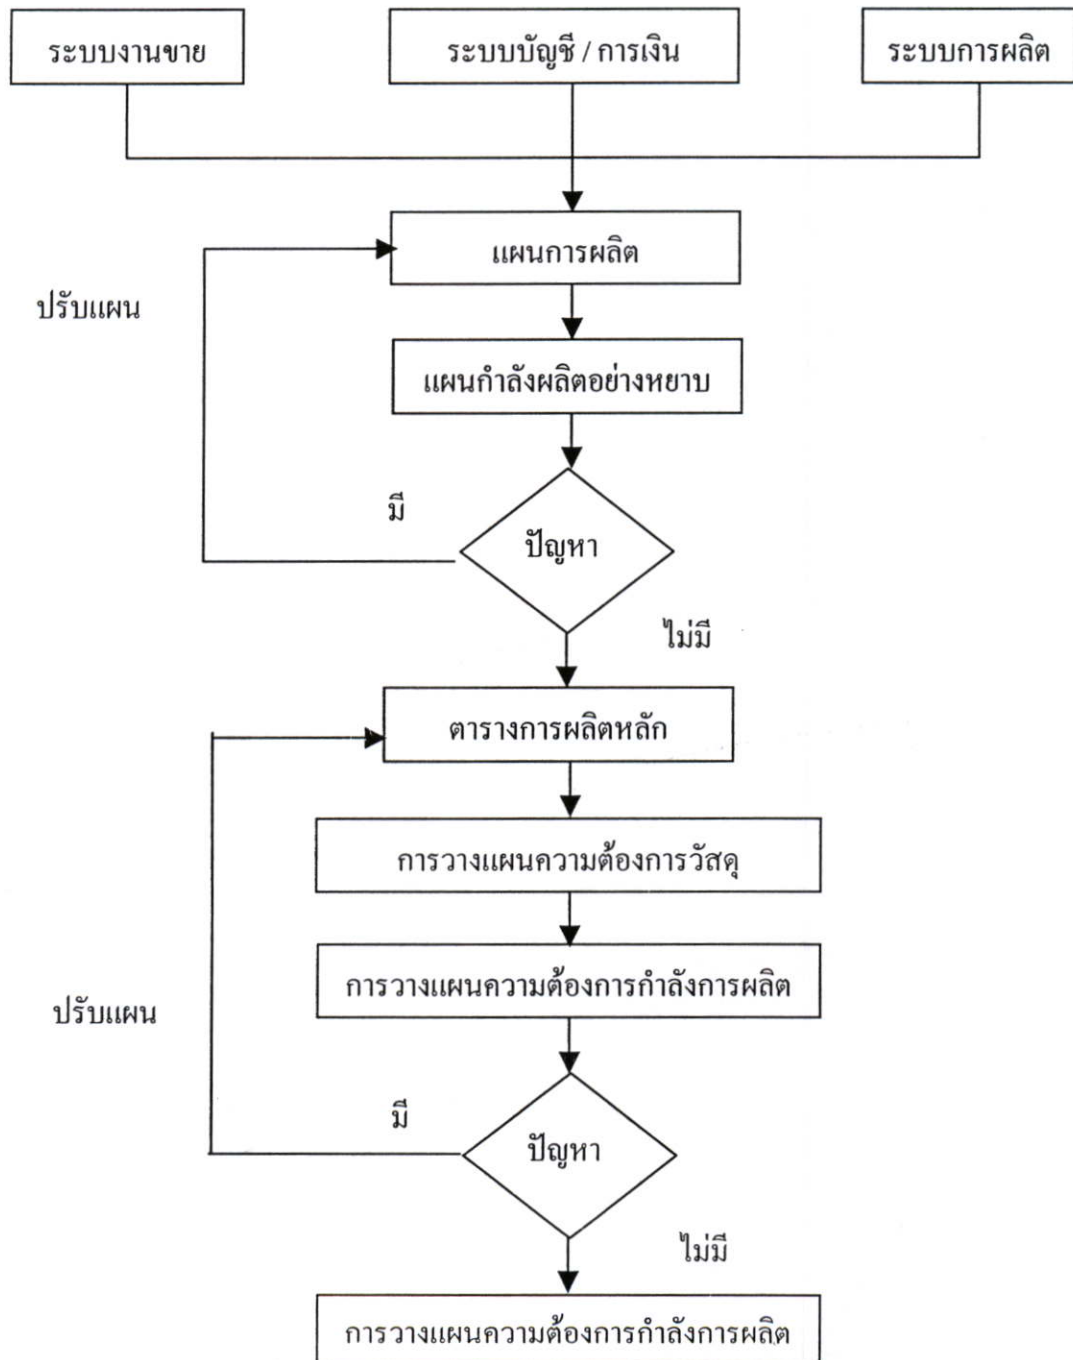 ระบบงานขาย
ระบบบัญชี / การเงิน
ระบบการผลิต
แผนการผลิต
ปรับแผน
แผนกำลังผลิตอย่างหยาบ
มี
ปัญหา
ไม่มี
ตารางการผลิตหลัก
การวางแผนความต้องการวัสดุ
การวางแผนความต้องการกำลังการผลิต
ปรับแผน
มี
ปัญหา
ไม่มี
การวางแผนความต้องการกำลังการผลิต